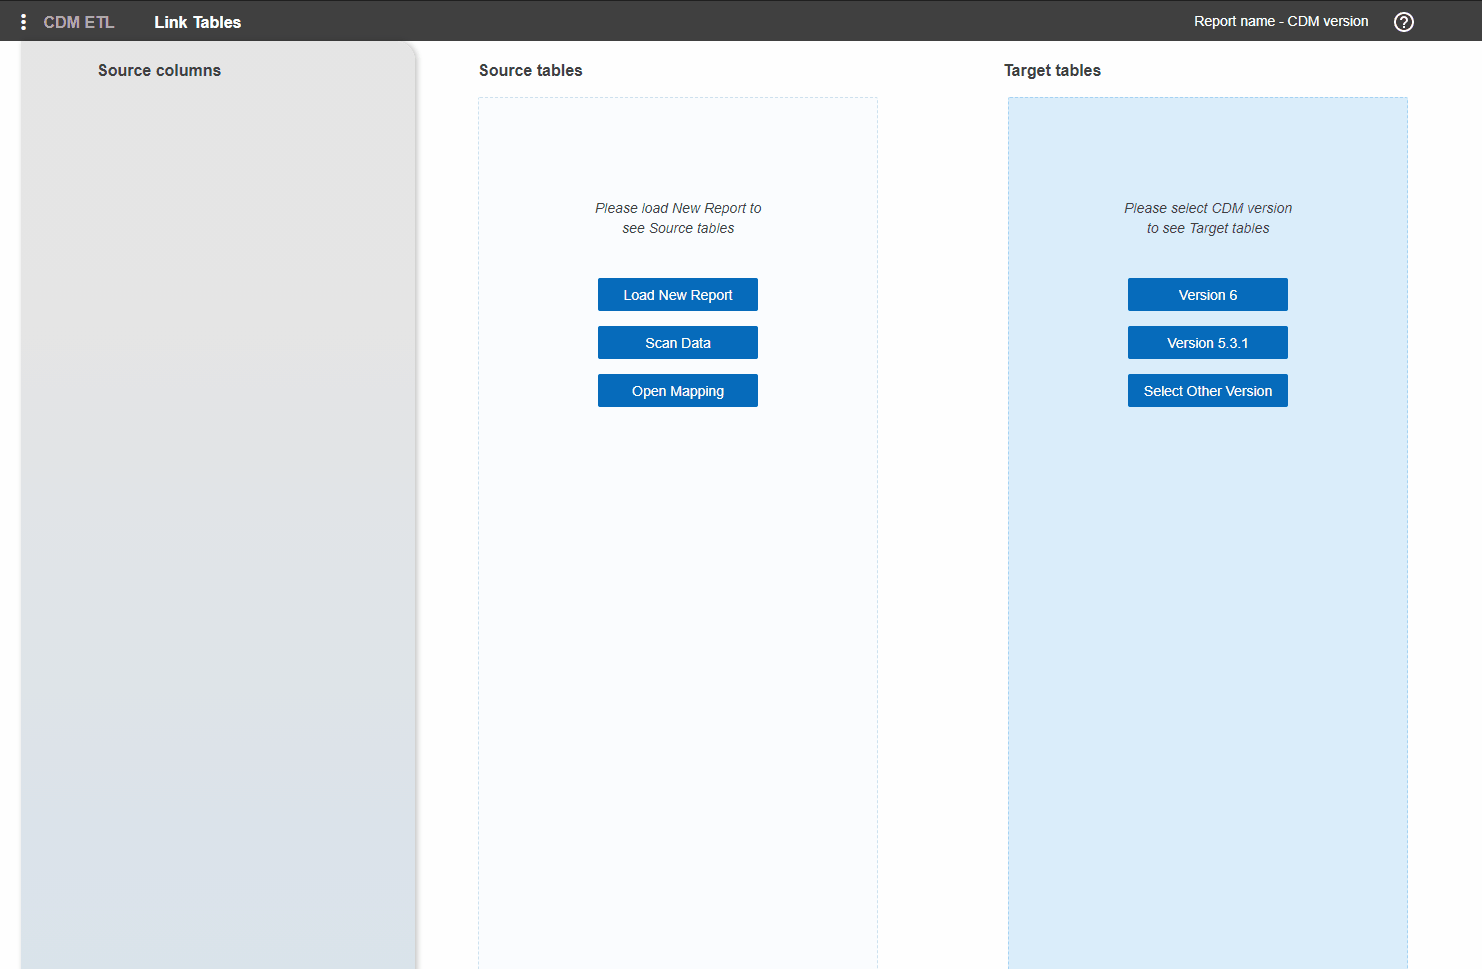 CDM ETL
Link Tables
Report name - CDM version
Source columns
Source tables
Target tables
Please load New Report to
see Source tables
Load New Report
Scan Data
Open Mapping
Please select CDM version
to see Target tables
Version 6
Version 5.3.1
Select Other Version